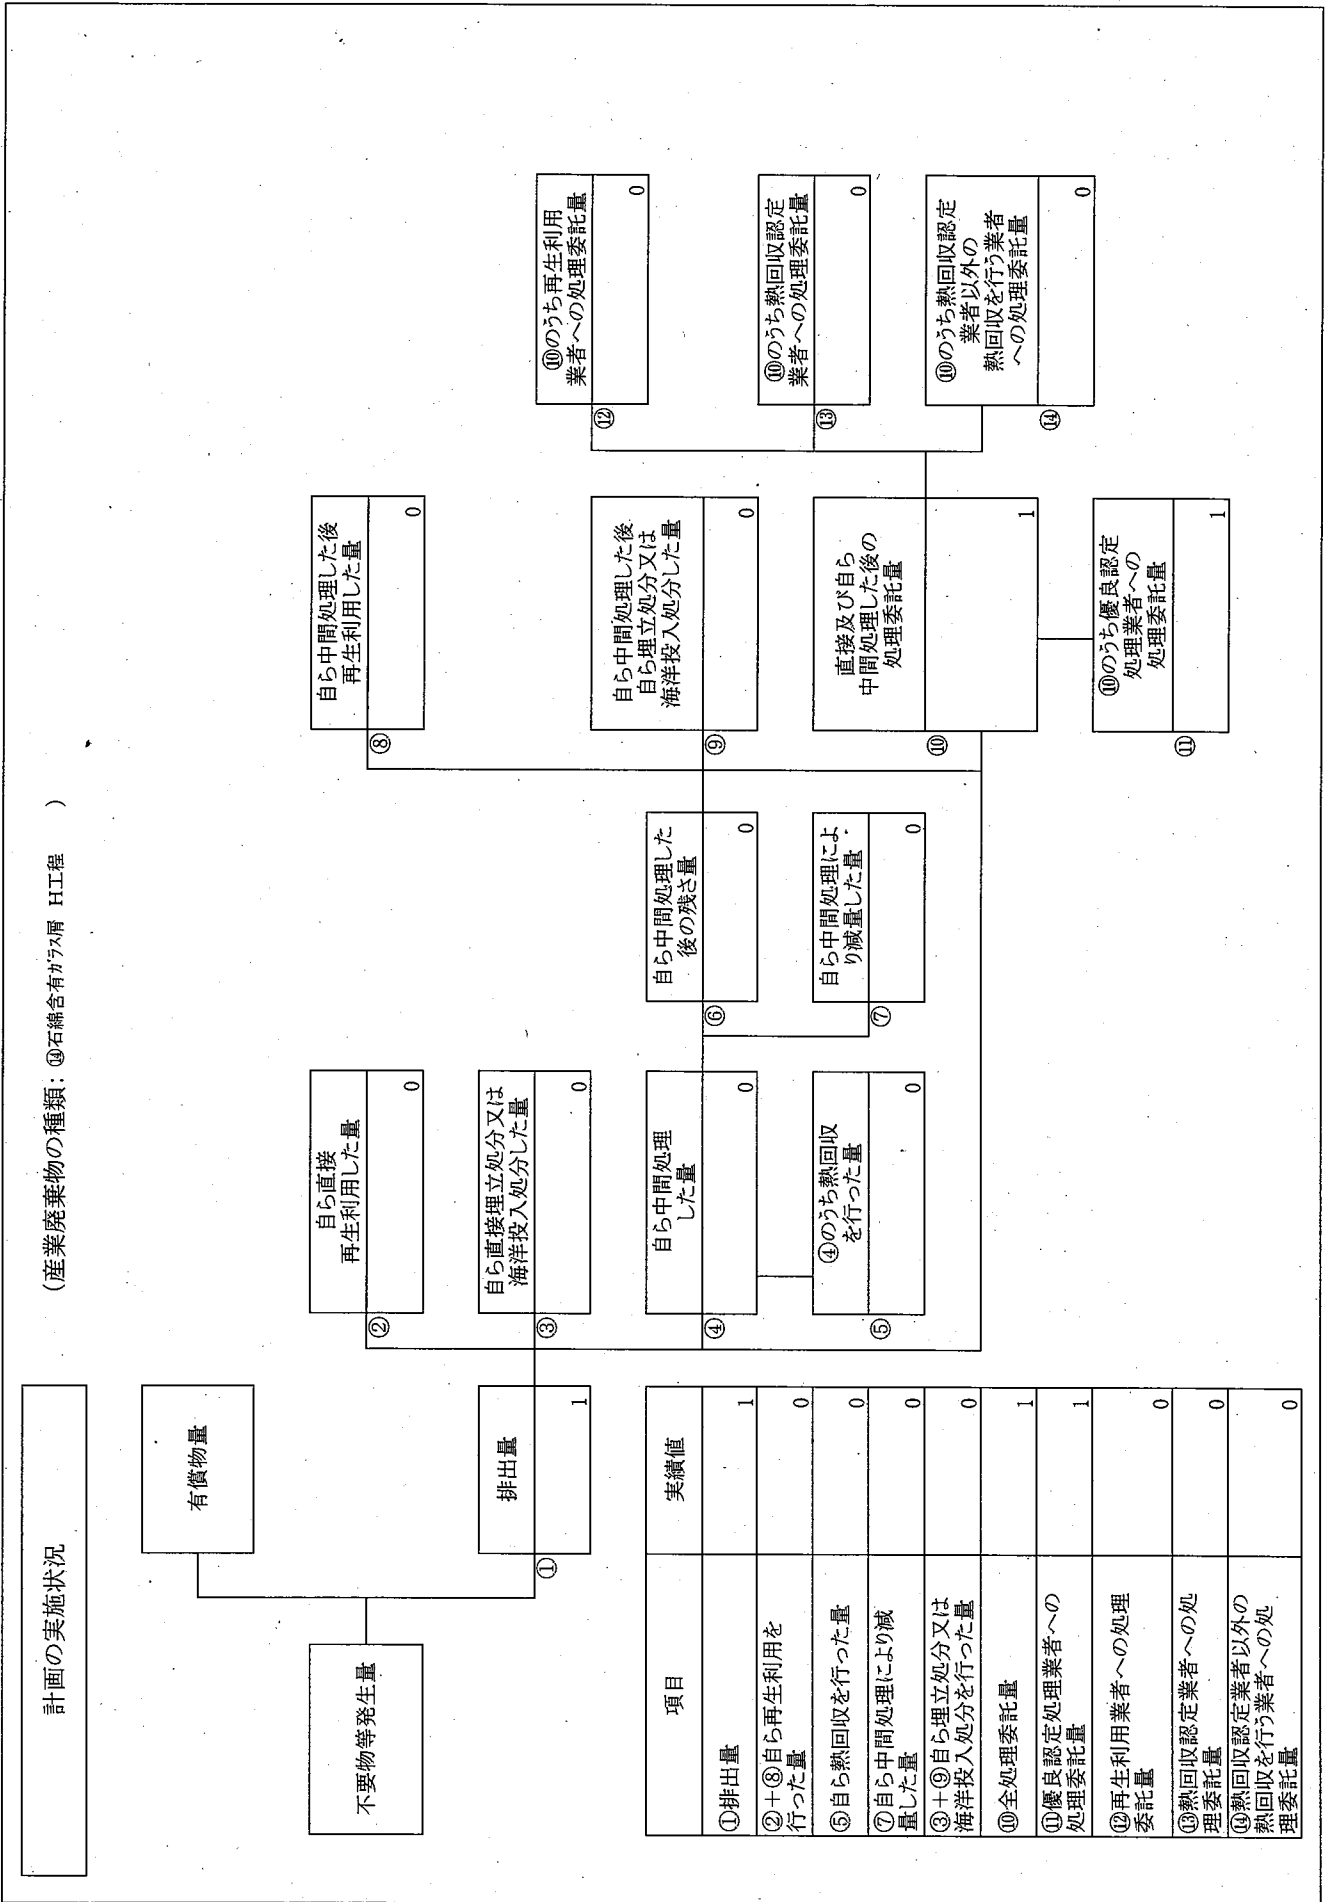 計画の実施状況
(産業廃棄物の種類：⑭石綿含有ガラス屑 H工程 )
不要物等発生量
有償物量
排出量
①
1
自ら直接
再生利用した量
②
0
自ら直接埋立処分又は
海洋投入処分した量
③
0
自ら中間処理
した量
④
0
④のうち熱回収
を行った量
⑤
0
自ら中間処理した
後の残さ量
⑥
0
自ら中間処理によ
り減量した量
⑦
0
自ら中間処理した後
再生利用した量
⑧
0
自ら中間処理した後
自ら埋立処分又は
海洋投入処分した量
⑨
0
直接及び自ら
中間処理した後の
処理委託量
⑩
1
⑩のうち優良認定
処理業者への
処理委託量
⑪
1
⑩のうち再生利用
業者への処理委託量
⑫
0
⑩のうち熱回収認定
業者への処理委託量
⑬
0
⑩のうち熱回収認定
業者以外の
熱回収を行う業者
への処理委託量
⑭
0
項目 実績値
①排出量 1
②＋⑧自ら再生利用を
行った量 0
⑤自ら熱回収を行った量 0
⑦自ら中間処理により減
量した量 0
③＋⑨自ら埋立処分又は
海洋投入処分を行った量 0
⑩全処理委託量 1
⑪優良認定処理業者への
処理委託量 1
⑫再生利用業者への処理
委託量 0
⑬熱回収認定業者への処
理委託量 0
⑭熱回収認定業者以外の
熱回収を行う業者への処
理委託量 0